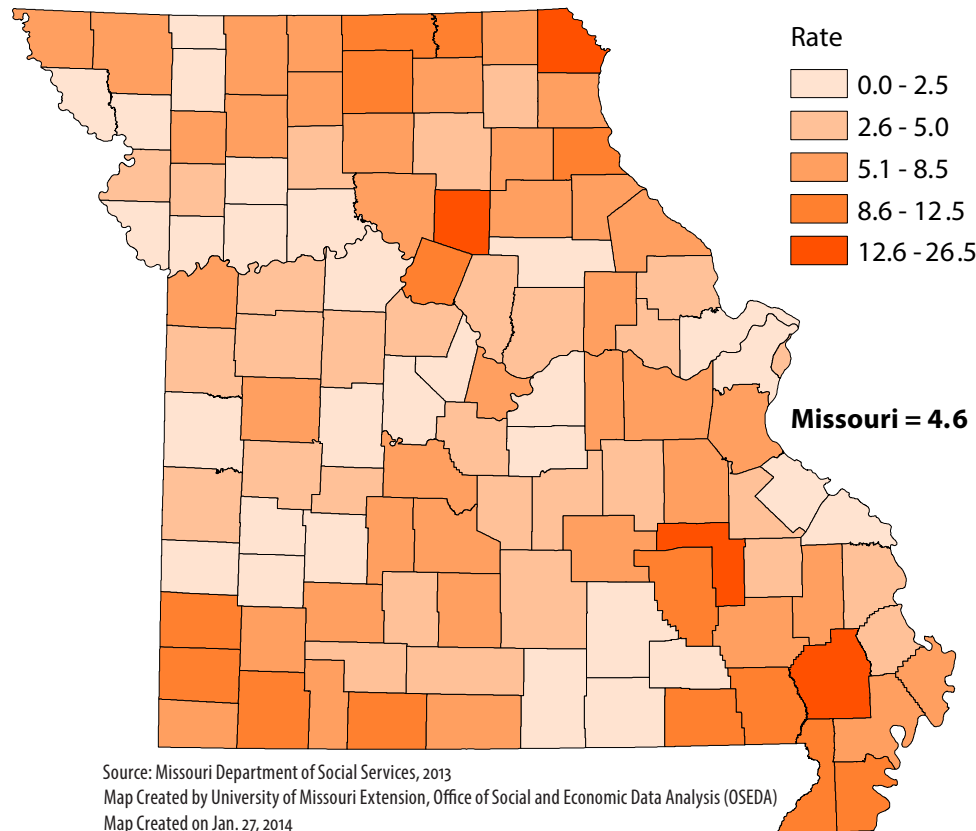 Rate
0.0 - 2.5
2.6 - 5.0
5.1 - 8.5
8.6 - 12.5
12.6 - 26.5
Missouri = 4.6
Source: Missouri Department of Social Services, 2013
Map Created by University of Missouri Extension, Office of Social and Economic Data Analysis (OSEDA)
Map Created on Jan. 27, 2014